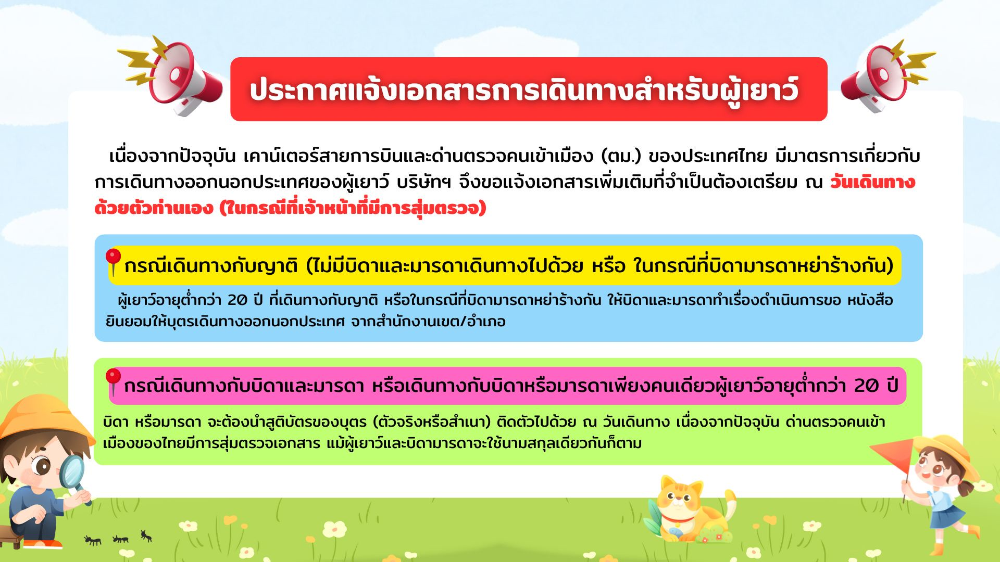 ประกาศแจ้งเอกสารการเดินทางสำหรับผู้เยาว์
เนื่องจากปัจจุบัน เคาน์เตอร์สายการบินและด่านตรวจคนเข้าเมือง (ตม.) ของประเทศไทย มีมาตรการเกี่ยวกับ
การเดินทางออกนอกประเทศของผู้เยาว์ บริษัทฯ จึงขอแจ้งเอกสารเพิ่มเติมที่จำเป็นต้องเตรียม ณ วันเดินทาง
ด้วยตัวท่านเอง (ในกรณีที่เจ้าหน้าที่มีการสุ่มตรวจ)
กรณีเดินทางกับญาติ (ไม่มีบิดาและมารดาเดินทางไปด้วย หรือ ในกรณีที่บิดามารดาหย่าร้างกัน)
ผู้เยาว์อายุต่ำกว่า 20 ปี ที่เดินทางกับญาติ หรือในกรณีที่บิดามารดาหย่าร้างกัน ให้บิดาและมารดาทำเรื่องดำเนินการขอ หนังสือ
ยินยอมให้บุตรเดินทางออกนอกประเทศ จากสำนักงานเขต/อำเภอ
กรณีเดินทางกับบิดาและมารดา หรือเดินทางกับบิดาหรือมารดาเพียงคนเดียวผู้เยาว์อายุต่ำกว่า 20 ปี
บิดา หรือมารดา จะต้องนำสูติบัตรของบุตร (ตัวจริงหรือสำเนา) ติดตัวไปด้วย ณ วันเดินทาง เนื่องจากปัจจุบัน ด่านตรวจคนเข้า
เมืองของไทยมีการสุ่มตรวจเอกสาร แม้ผู้เยาว์และบิดามารดาจะใช้นามสกุลเดียวกันก็ตาม